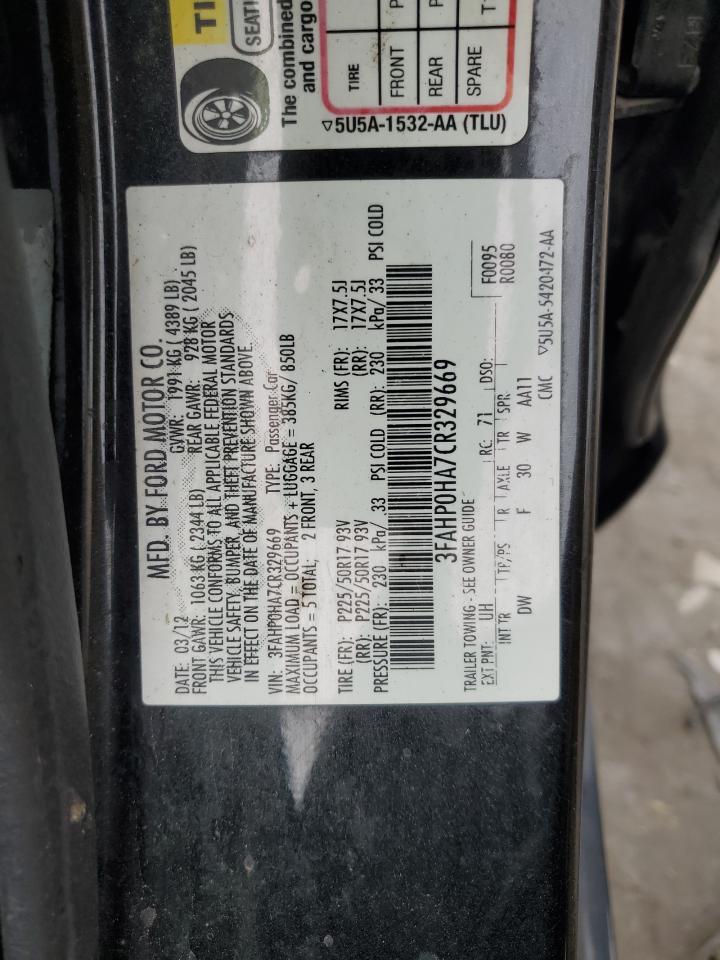 TI
SEATI
The combined
and cargo
TIRE
FRONT P
REAR P
SPARE T1
▽5U5A-1532-AA (TLU)
MFD. BY FORD MOTOR CO.
DATE: 03/12 GVWR: 1991 KG ( 4389 LB)
FRONT GAWR: 1063 KG ( 2344 LB) REAR GAWR: 928 KG ( 2045 LB)
THIS VEHICLE CONFORMS TO ALL APPLICABLE FEDERAL MOTOR
VEHICLE SAFETY, BUMPER, AND THEFT PREVENTION STANDARDS
IN EFFECT ON THE DATE OF MANUFACTURE SHOWN ABOVE.
VIN: 3FAHP0HA7CR329669 TYPE: Passenger Car
MAXIMUM LOAD = OCCUPANTS + LUGGAGE = 385KG/ 850LB
OCCUPANTS = 5 TOTAL: 2 FRONT, 3 REAR
TIRE (FR): P225/50R17 93V RIMS (FR): 17X7.5J
(RR): P225/50R17 93V (RR): 17X7.5J
PRESSURE (FR): 230 kPa/ 33 PSI COLD (RR): 230 kPa/ 33 PSI COLD
3FAHP0HA7CR329669
TRAILER TOWING - SEE OWNER GUIDE F0095
EXT PNT: UH RC: 71 DSO: R0080
INT TR TP/PS R AXLE TR SPR
DW F 30 W AA11
CMC ▽5U5A-5420472-AA